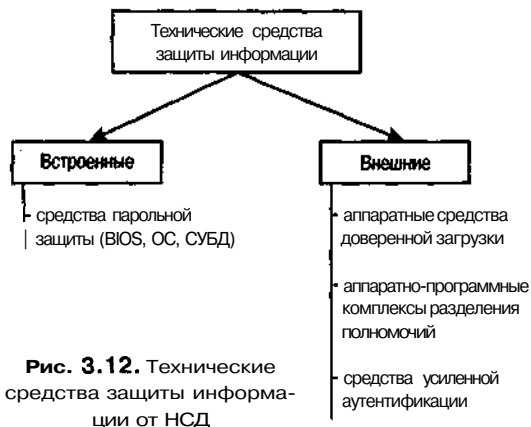 Технические средства
защиты информации
Встроенные
Внешние
средства парольной
защиты (BIOS, ОС, СУБД)
аппаратные средства
доверенной загрузки
аппаратно-программные
комплексы разделения
полномочий
средства усиленной
аутентификации
Рис. 3.12. Технические
средства защиты информа-
ции от НСД